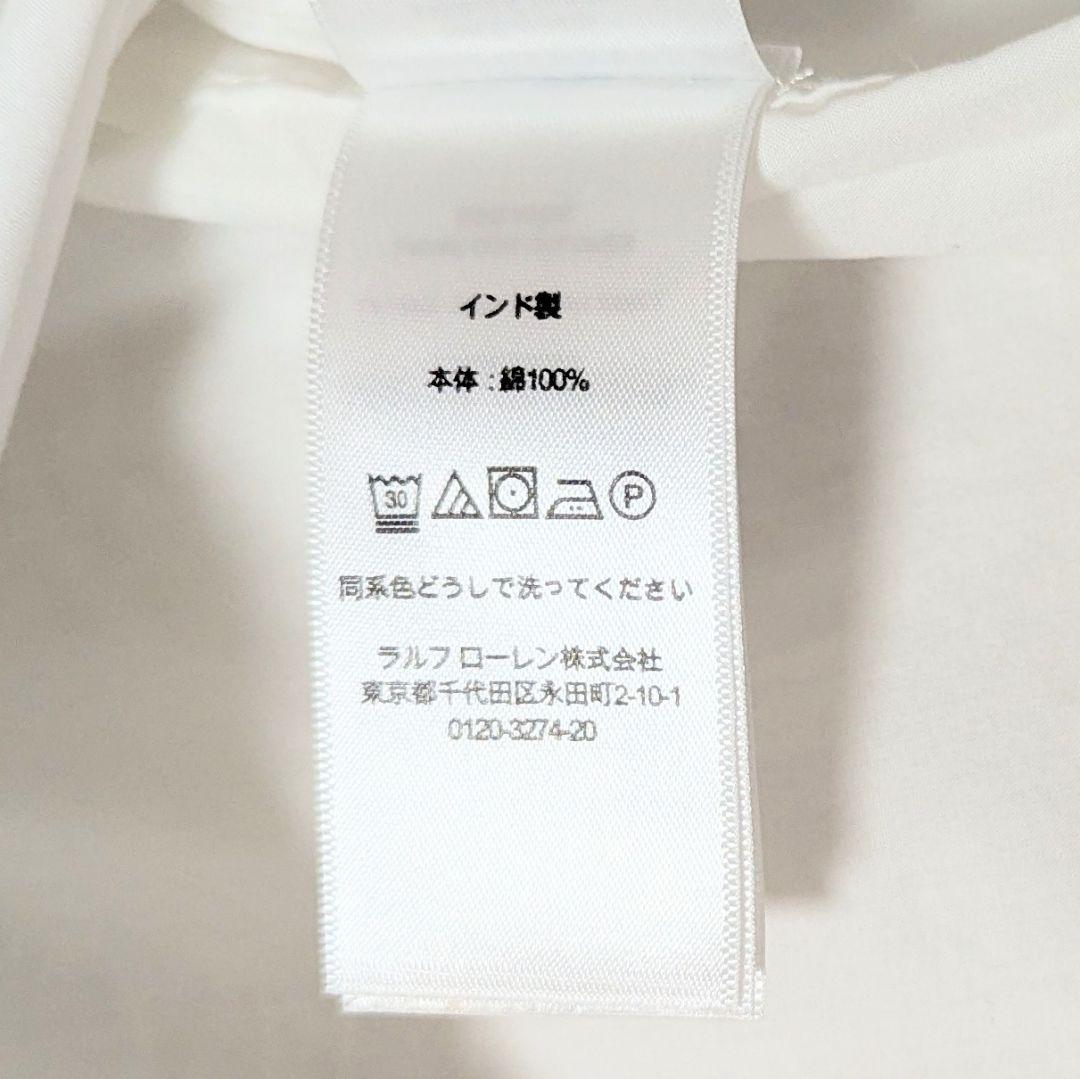 インド製
本体 : 綿100%
30 P
同系色どうしで洗ってください
ラルフ ローレン株式会社
東京都千代田区永田町2-10-1
0120-3274-20